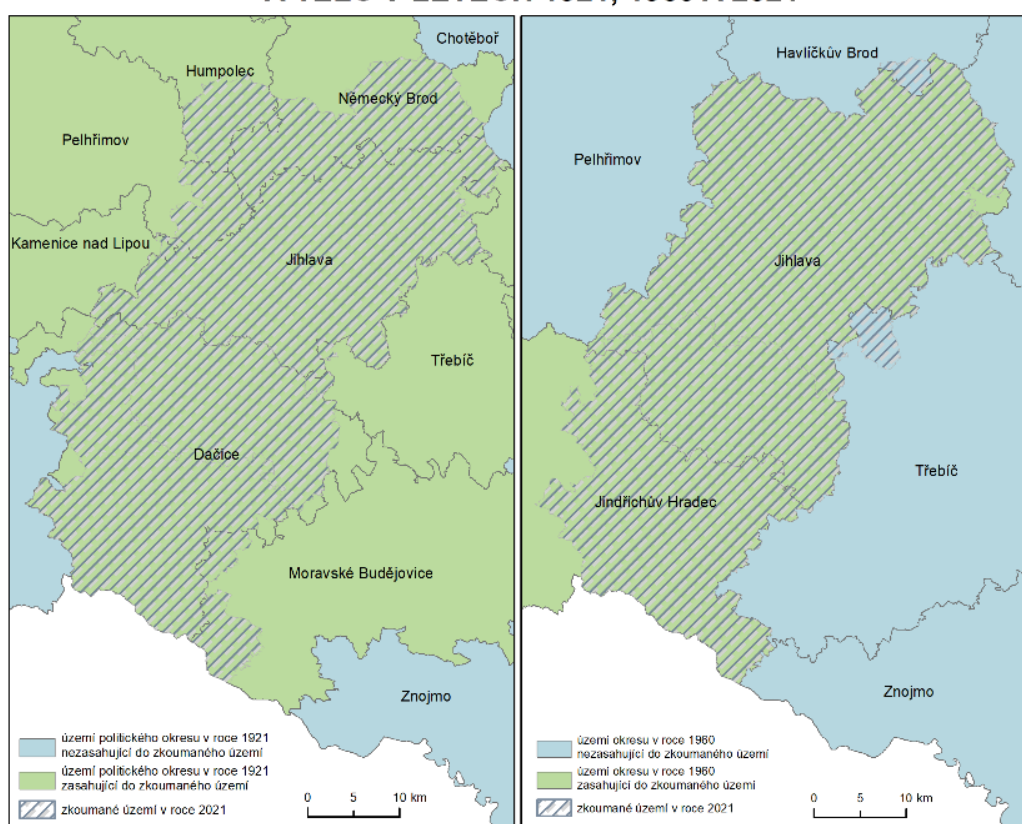 Chotěboř
Humpolec
Německý Brod
Pelhřimov
Kamenice nad Lipou
Jihlava
Třebíč
Dačice
Moravské Budějovice
Znojmo
území politického okresu v roce 1921
nezasahující do zkoumaného území
území politického okresu v roce 1921
zasahující do zkoumaného území
zkoumané území v roce 2021
0 5 10 km
Havlíčkův Brod
Pelhřimov
Jihlava
Třebíč
Jindřichův Hradec
Znojmo
území okresu v roce 1960
nezasahující do zkoumaného území
území okresu v roce 1960
zasahující do zkoumaného území
zkoumané území v roce 2021
0 5 10 km